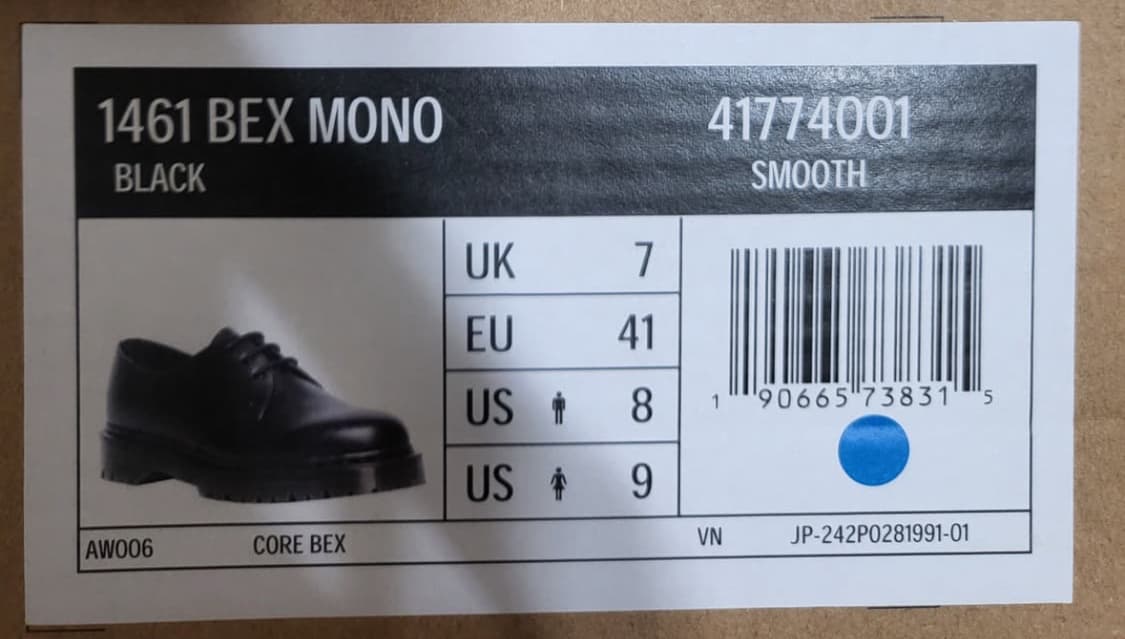 1461 BEX MONO
41774001
BLACK
SMOOTH
UK 7
EU 41
US 8
US 9
1 90665 73831 5
AW006 CORE BEX VN JP-242P0281991-01